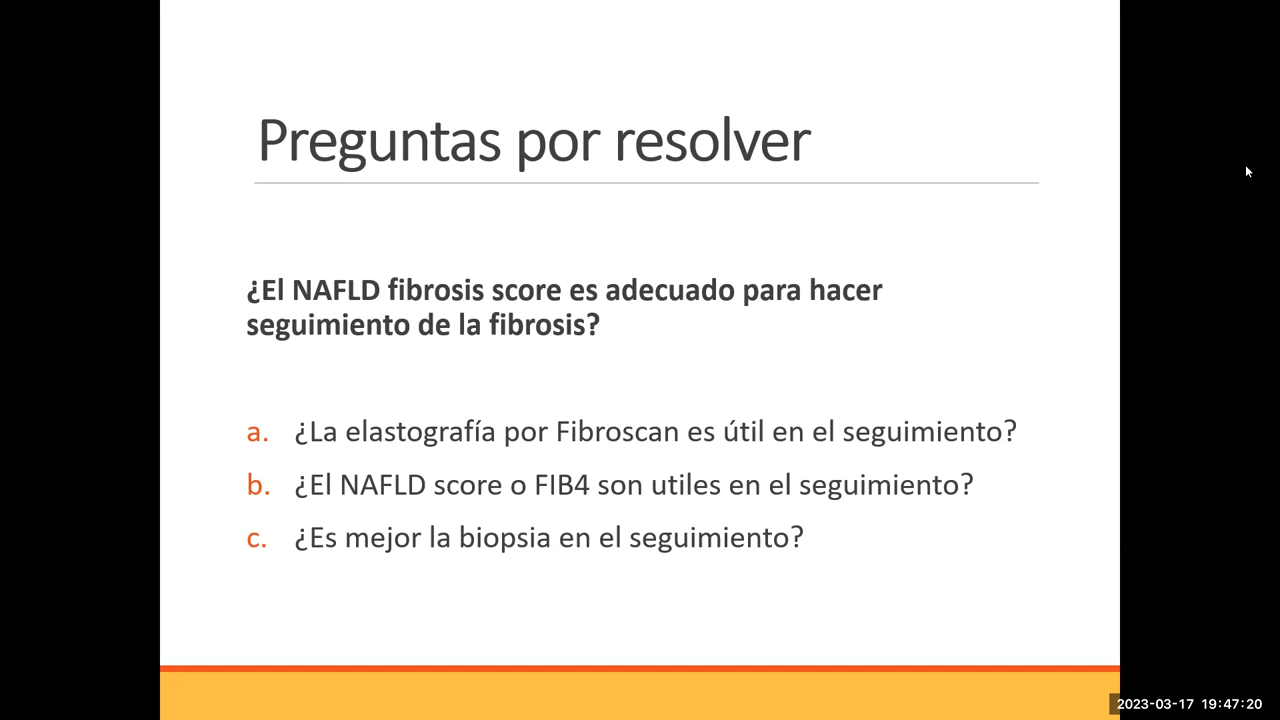 Preguntas por resolver
¿El NAFLD fibrosis score es adecuado para hacer
seguimiento de la fibrosis?
a. ¿La elastografía por Fibroscan es útil en el seguimiento?
b. ¿El NAFLD score o FIB4 son utiles en el seguimiento?
c. ¿Es mejor la biopsia en el seguimiento?
2023-03-17 19:47:20